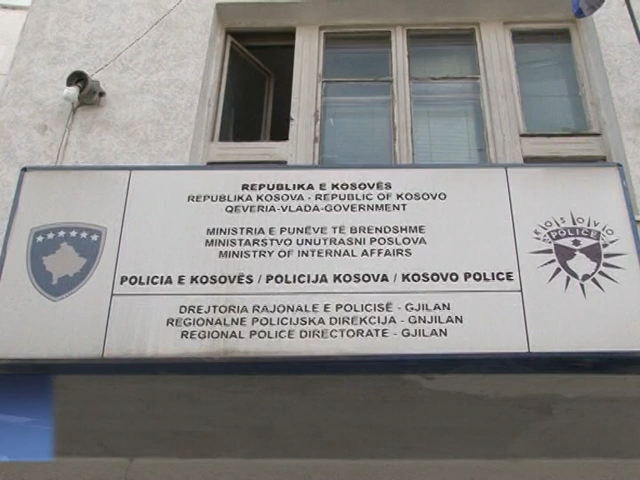 REPUBLIKA E KOSOVËS
REPUBLIKA KOSOVA - REPUBLIC OF KOSOVO
QEVERIA-VLADA-GOVERNMENT
MINISTRIA E PUNËVE TË BRENDSHME
MINISTARSTVO UNUTRASNI POSLOVA
MINISTRY OF INTERNAL AFFAIRS
POLICIA E KOSOVËS / POLICIJA KOSOVA / KOSOVO POLICE
DREJTORIA RAJONALE E POLICISË - GJILAN
REGIONALNE POLICIJSKA DIREKCIJA - GNJILAN
REGIONAL POLICE DIRECTORATE - GJILAN
KOSOVO
POLICE